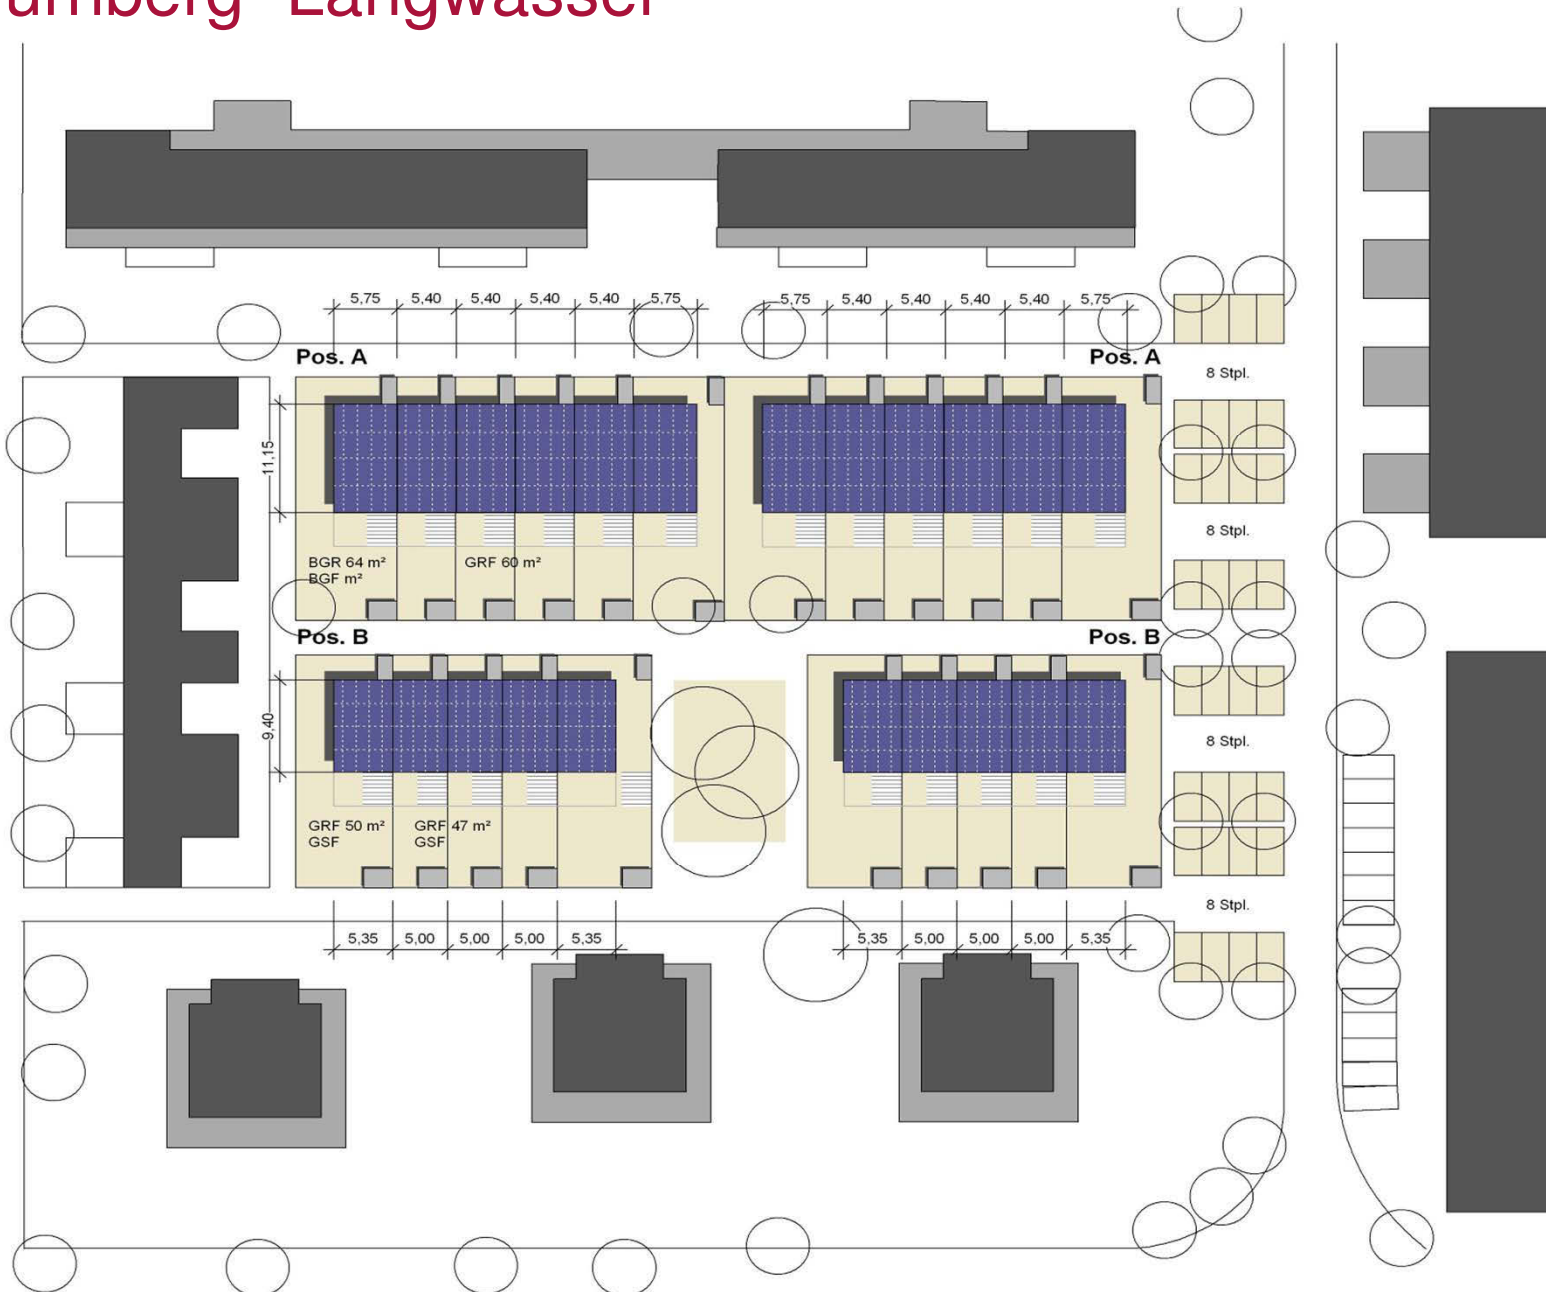 urnberg Langwasser
5,75 5,40 5,40 5,40 5,40 5,75 5,75 5,40 5,40 5,40 5,40 5,75
Pos. A Pos. A
8 Stpl.
11,15
8 Stpl.
BGR 64 m² GRF 60 m²
BGF m²
Pos. B Pos. B
9,40
8 Stpl.
GRF 50 m² GRF 47 m²
GSF GSF
8 Stpl.
5,35 5,00 5,00 5,00 5,35 5,35 5,00 5,00 5,00 5,35